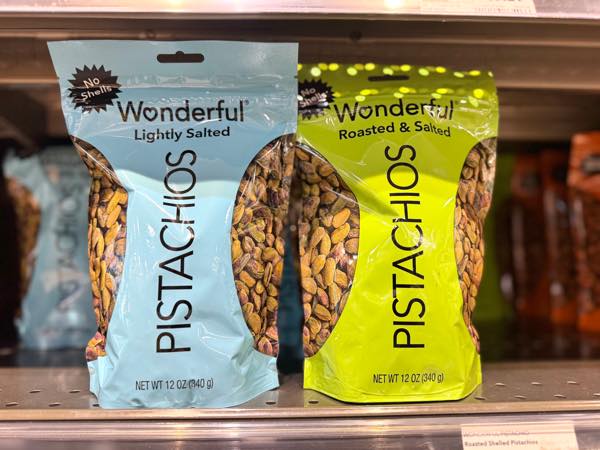 No
Shells
Wonderful®
Lightly Salted
PISTACHIOS
NET WT 12 OZ (340 g)
No
Shells
Wonderful
Roasted & Salted
PISTACHIOS
NET WT 12 OZ (340 g)
PISTACHIOS
Roasted Shelled Pistachios